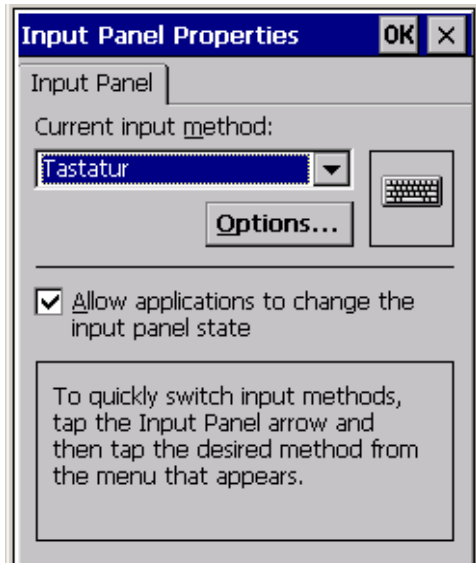 Input Panel Properties OK ×
Input Panel
Current input method:
Tastatur
Options...
Allow applications to change the
input panel state
To quickly switch input methods,
tap the Input Panel arrow and
then tap the desired method from
the menu that appears.